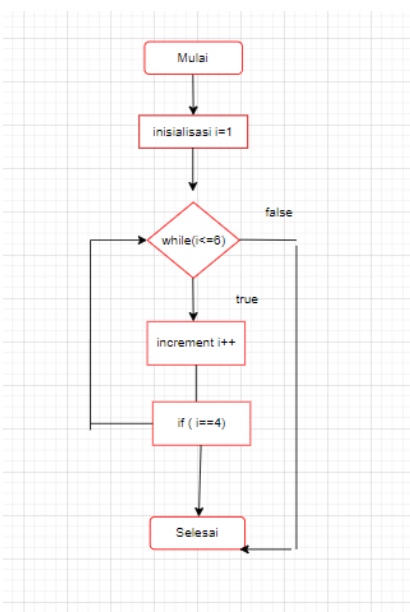 Mulai
inisialisasi i=1
false
while(i<=6)
true
increment i++
if ( i==4)
Selesai